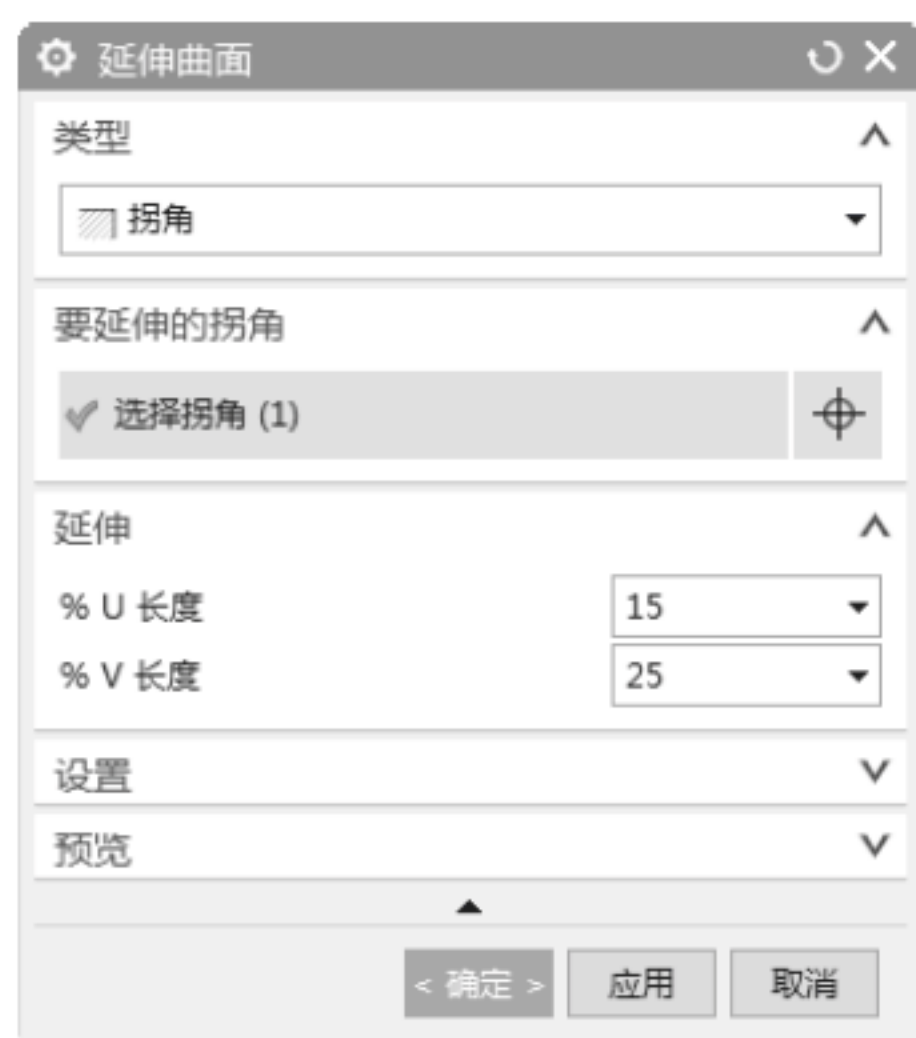 延伸曲面
类型
拐角
要延伸的拐角
选择拐角 (1)
延伸
% U 长度 15
% V 长度 25
设置
预览
< 确定 > 应用 取消